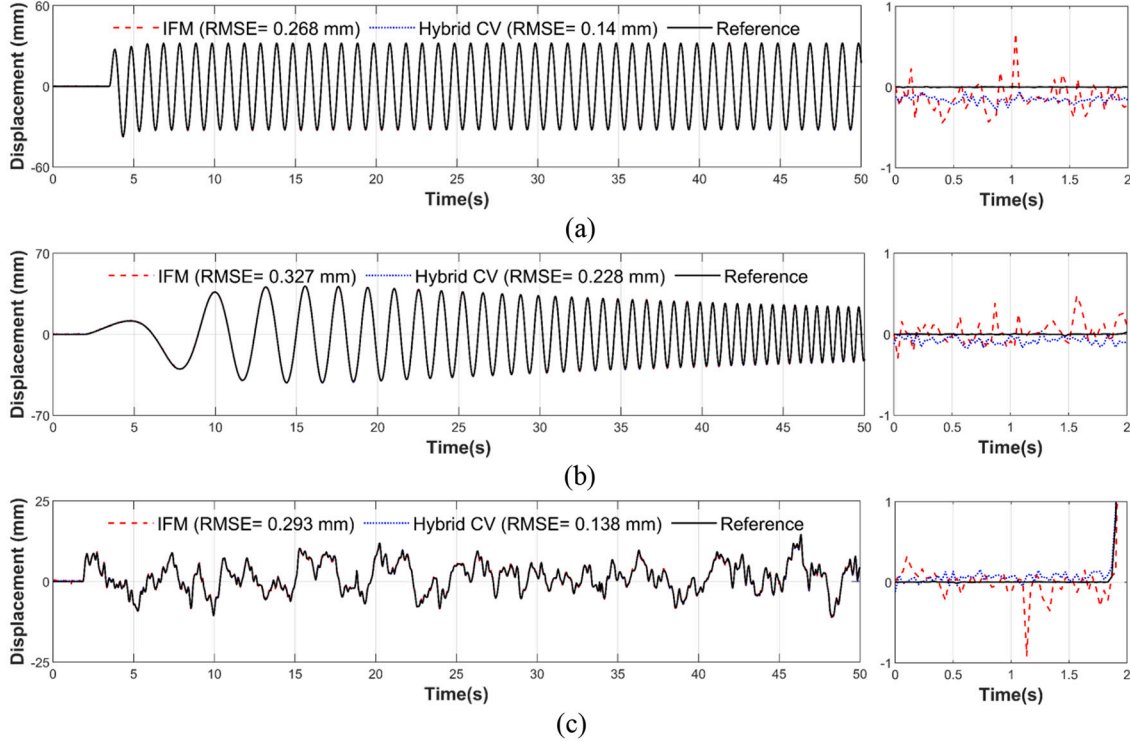 60
IFM (RMSE= 0.268 mm) Hybrid CV (RMSE= 0.14 mm) Reference
Displacement (mm)
0
-60
0 5 10 15 20 25 30 35 40 45 50
Time(s)
1
0
-1
0 0.5 1 1.5 2
Time(s)
(a)
70
IFM (RMSE= 0.327 mm) Hybrid CV (RMSE= 0.228 mm) Reference
Displacement (mm)
0
-70
0 5 10 15 20 25 30 35 40 45 50
Time(s)
1
0
-1
0 0.5 1 1.5 2
Time(s)
(b)
25
IFM (RMSE= 0.293 mm) Hybrid CV (RMSE= 0.138 mm) Reference
Displacement (mm)
0
-25
0 5 10 15 20 25 30 35 40 45 50
Time(s)
1
0
-1
0 0.5 1 1.5 2
Time(s)
(c)